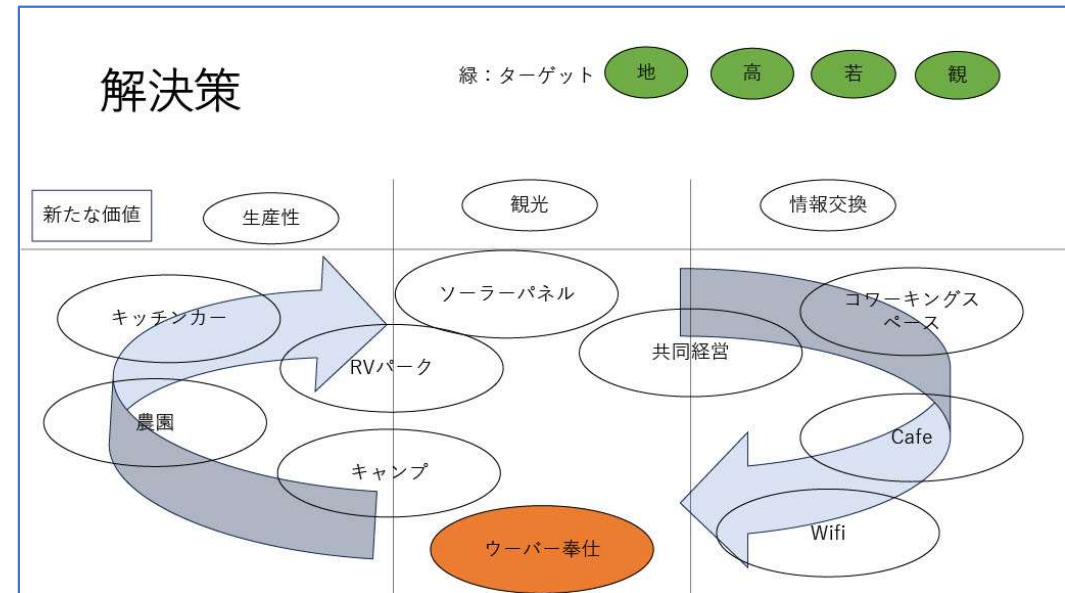 解決策
緑：ターゲット
地
高
若
観
新たな価値
生産性
観光
情報交換
キッチンカー
ソーラーパネル
コワーキングス
ペース
共同経営
RVパーク
農園
Cafe
キャンプ
Wifi
ウーバー奉仕